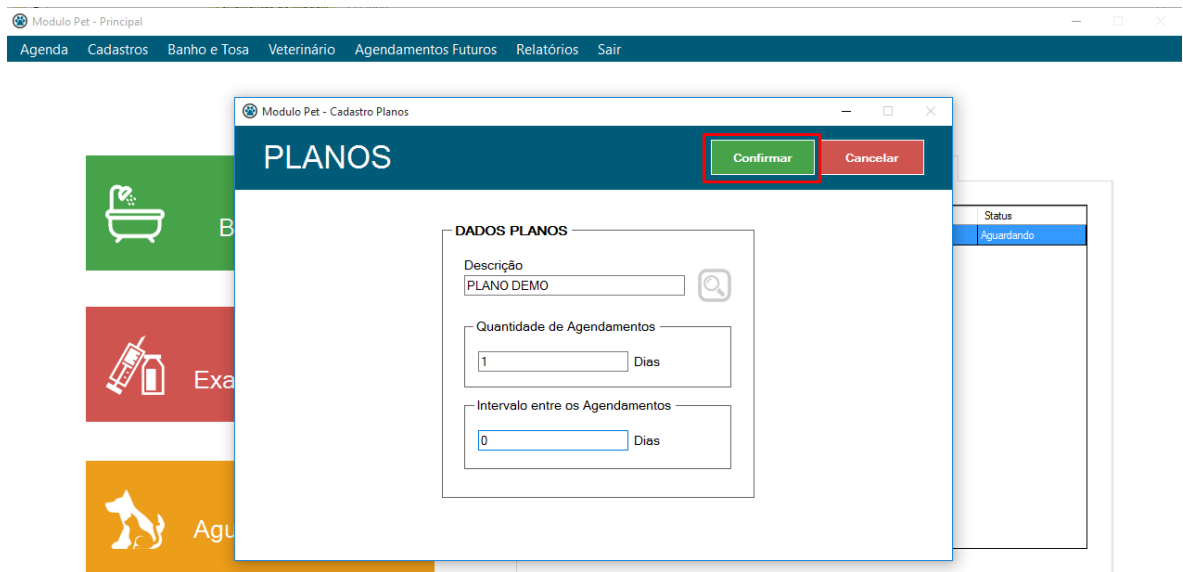 Modulo Pet - Principal
Agenda Cadastros Banho e Tosa Veterinário Agendamentos Futuros Relatórios Sair
Modulo Pet - Cadastro Planos
PLANOS
Confirmar Cancelar
B
Status
Aguardando
DADOS PLANOS
Descrição
PLANO DEMO
Quantidade de Agendamentos
1 Dias
Exa
Intervalo entre os Agendamentos
0 Dias
Agu